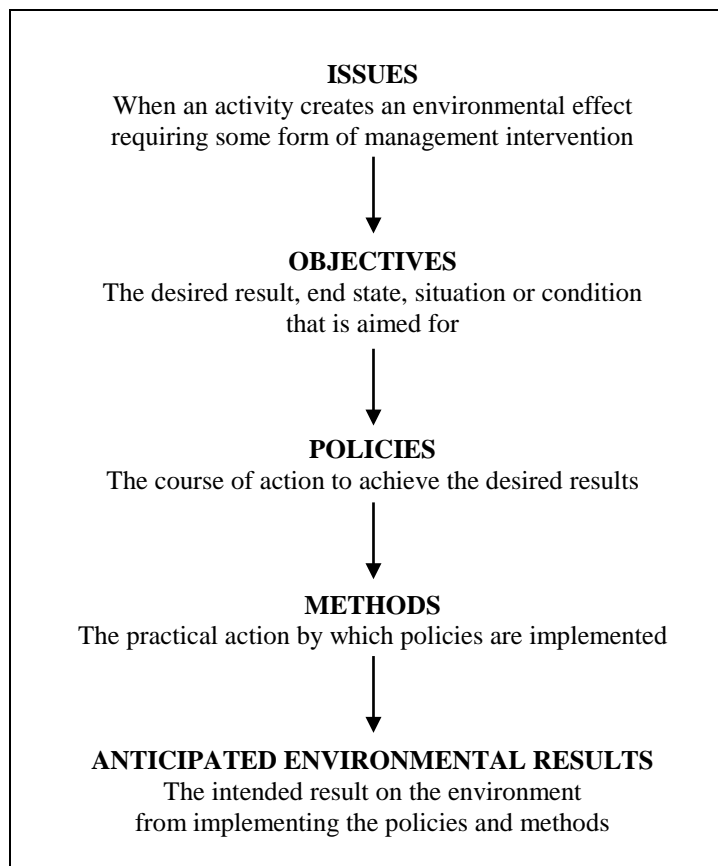 ISSUES
When an activity creates an environmental effect
requiring some form of management intervention
OBJECTIVES
The desired result, end state, situation or condition
that is aimed for
POLICIES
The course of action to achieve the desired results
METHODS
The practical action by which policies are implemented
ANTICIPATED ENVIRONMENTAL RESULTS
The intended result on the environment
from implementing the policies and methods